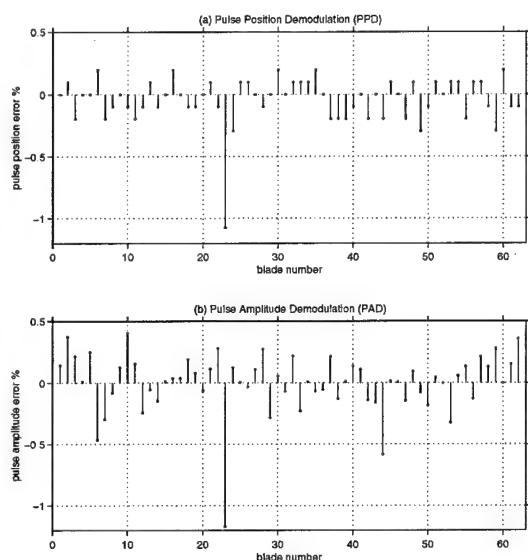 (a) Pulse Position Demodulation (PPD)
0.5
0
−0.5
−1
pulse position error %
0 10 20 30 40 50 60
blade number
(b) Pulse Amplitude Demodulation (PAD)
0.5
0
−0.5
−1
pulse amplitude error %
0 10 20 30 40 50 60
blade number